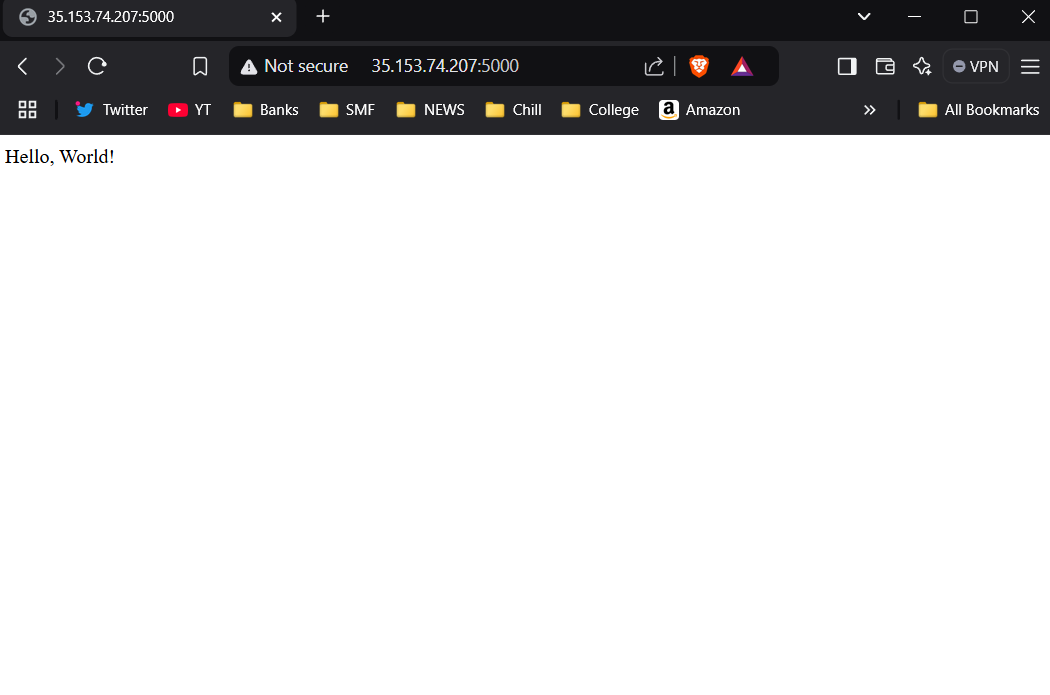 35.153.74.207:5000
Not secure 35.153.74.207:5000 VPN
Twitter YT Banks SMF NEWS Chill College Amazon All Bookmarks
Hello, World!